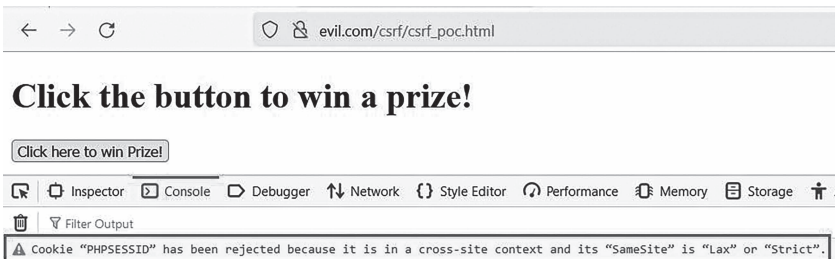 evil.com/csrf/csrf_poc.html
Click the button to win a prize!
Click here to win Prize!
Inspector Console Debugger Network {} Style Editor Performance Memory Storage
Filter Output
Cookie “PHPSESSID” has been rejected because it is in a cross-site context and its “SameSite” is “Lax” or “Strict”.